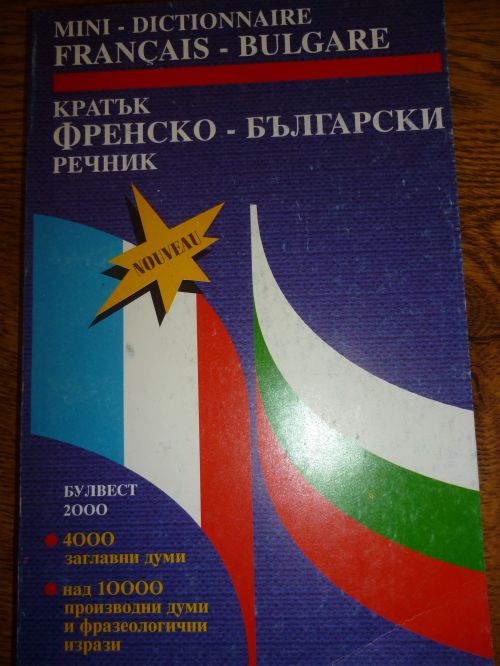 MINI - DICTIONNAIRE
FRANÇAIS - BULGARE
КРАТЪК
ФРЕНСКО - БЪЛГАРСКИ
РЕЧНИК
NOUVEAU
БУЛВЕСТ
2000
4000
заглавни думи
над 10000
производни думи
и фразеологични
изрази